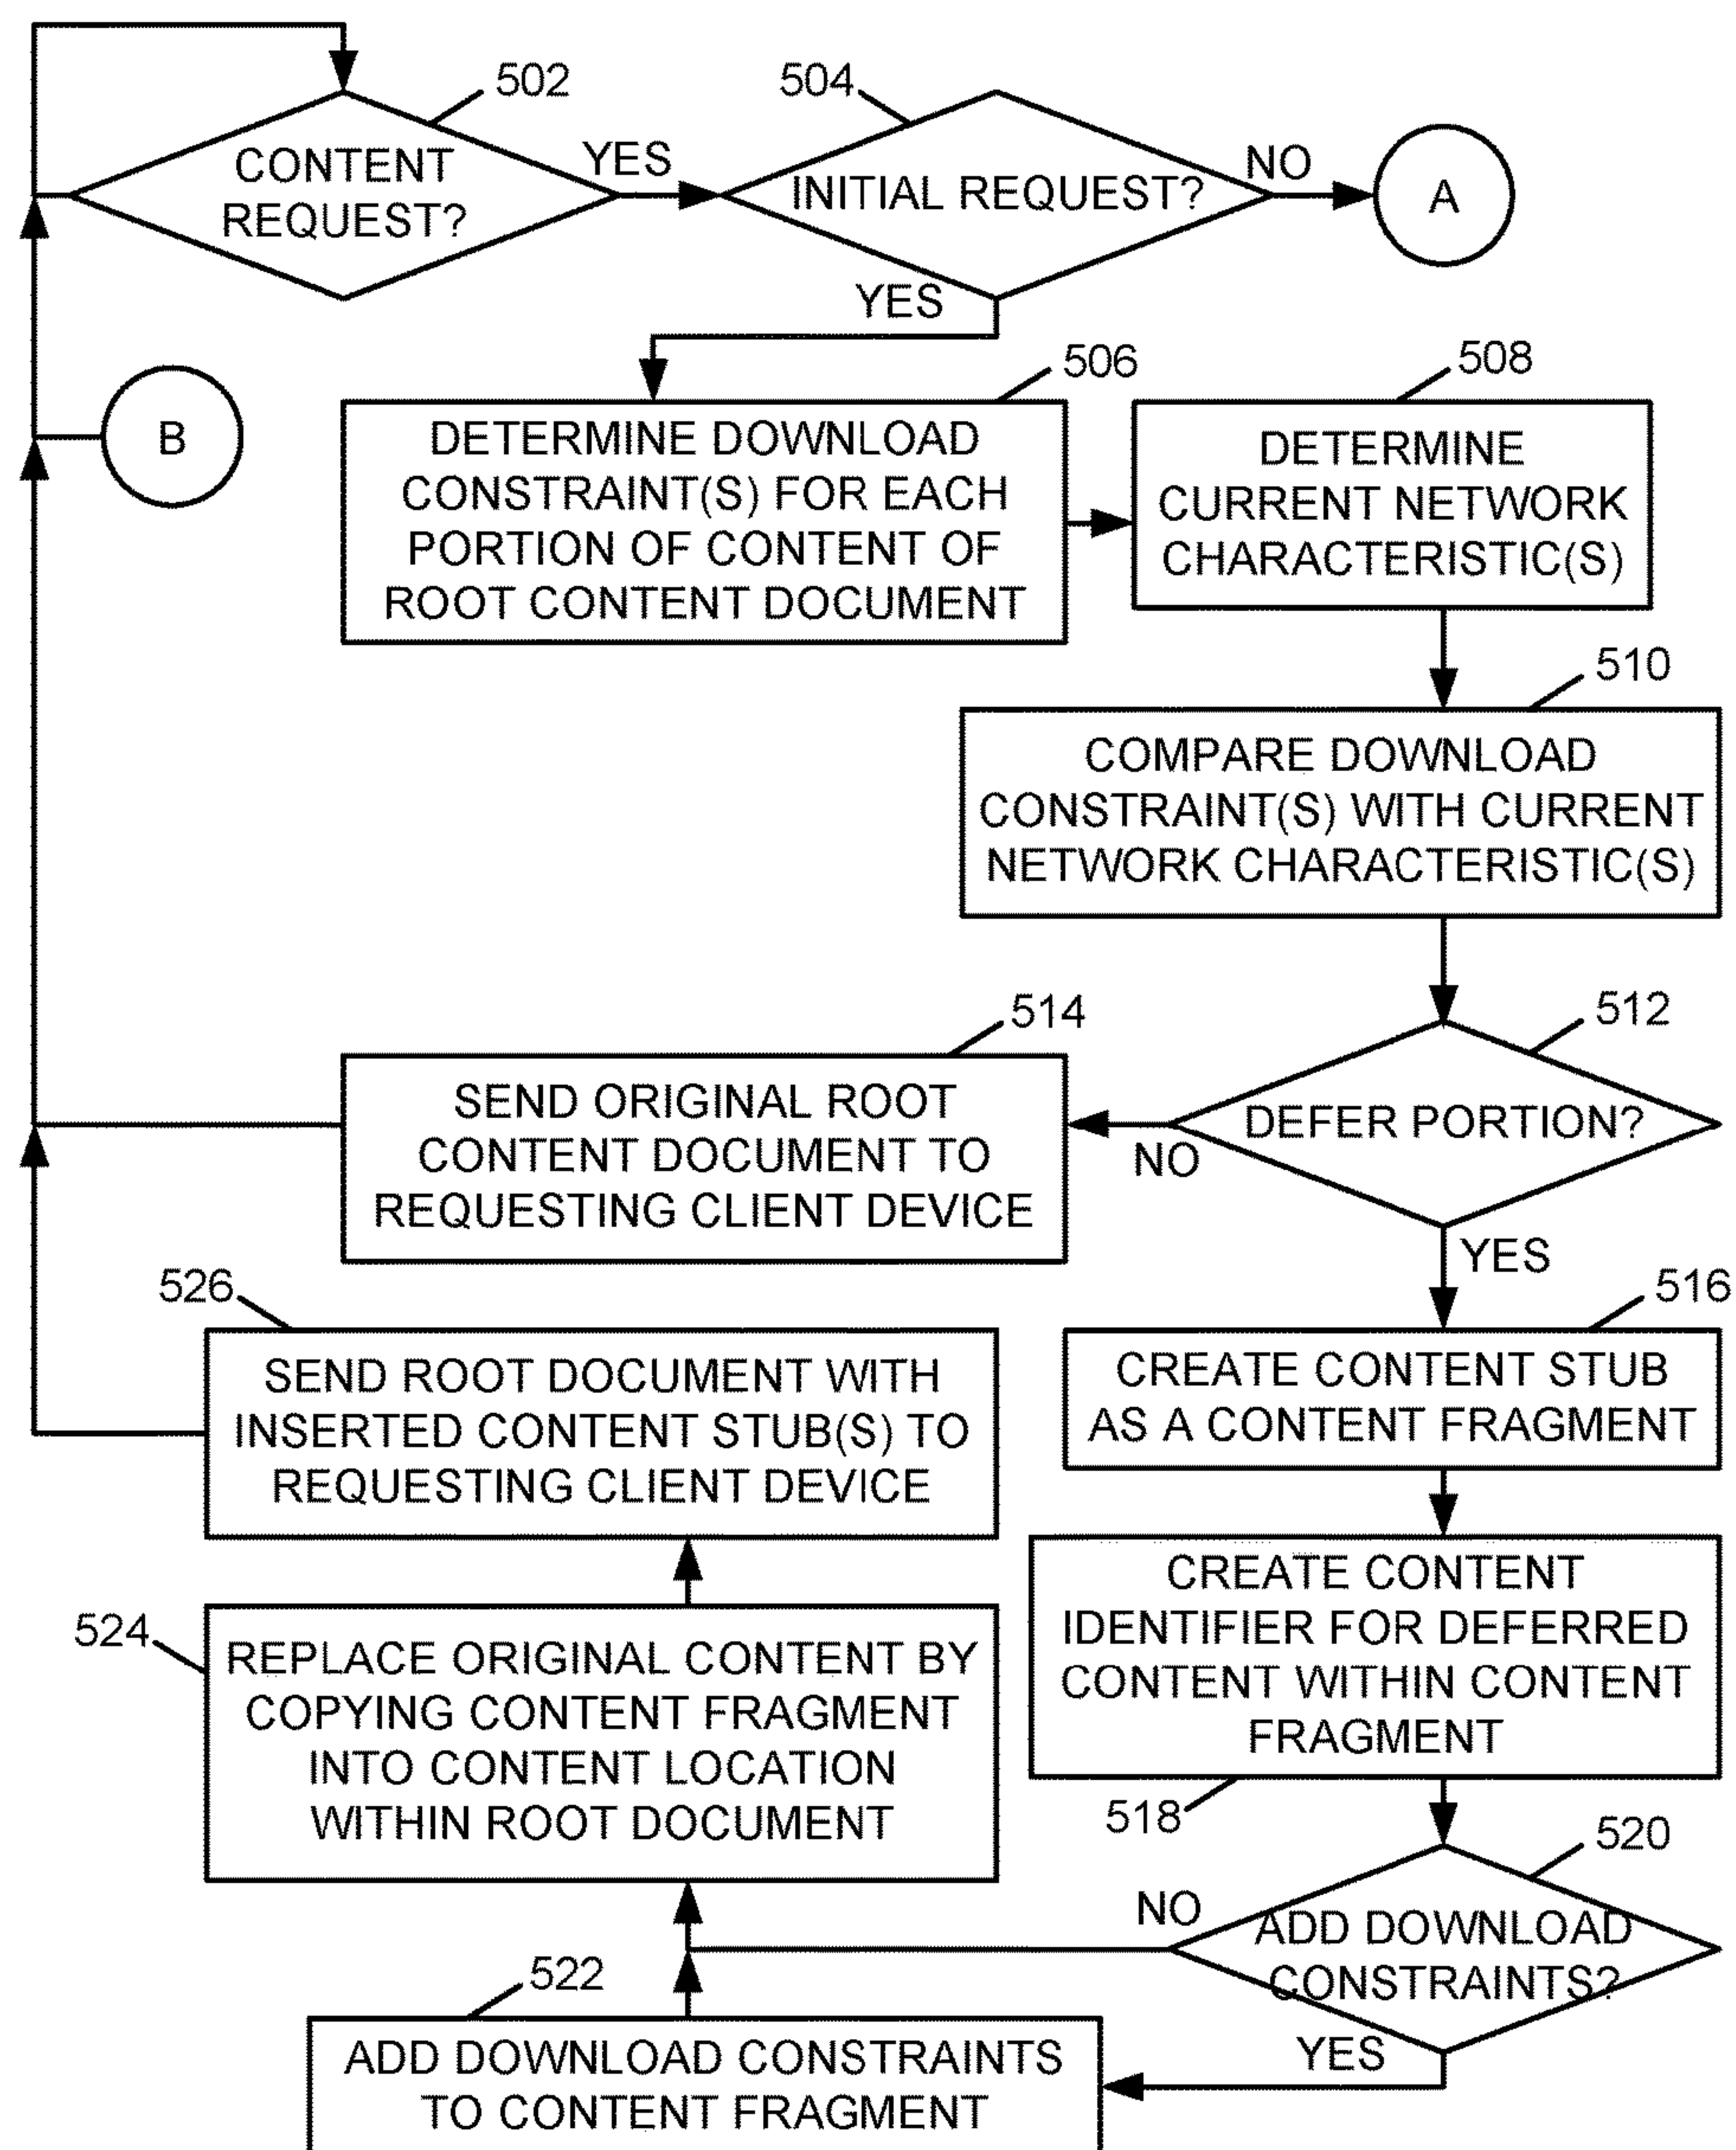 502
504
CONTENT
REQUEST?
YES
INITIAL REQUEST?
NO
A
YES
B
506
DETERMINE DOWNLOAD
CONSTRAINT(S) FOR EACH
PORTION OF CONTENT OF
ROOT CONTENT DOCUMENT
508
DETERMINE
CURRENT NETWORK
CHARACTERISTIC(S)
510
COMPARE DOWNLOAD
CONSTRAINT(S) WITH CURRENT
NETWORK CHARACTERISTIC(S)
512
DEFER PORTION?
NO
514
SEND ORIGINAL ROOT
CONTENT DOCUMENT TO
REQUESTING CLIENT DEVICE
YES
516
CREATE CONTENT STUB
AS A CONTENT FRAGMENT
CREATE CONTENT
IDENTIFIER FOR DEFERRED
CONTENT WITHIN CONTENT
FRAGMENT
518
520
ADD DOWNLOAD
CONSTRAINTS?
NO
YES
522
ADD DOWNLOAD CONSTRAINTS
TO CONTENT FRAGMENT
524
REPLACE ORIGINAL CONTENT BY
COPYING CONTENT FRAGMENT
INTO CONTENT LOCATION
WITHIN ROOT DOCUMENT
526
SEND ROOT DOCUMENT WITH
INSERTED CONTENT STUB(S) TO
REQUESTING CLIENT DEVICE